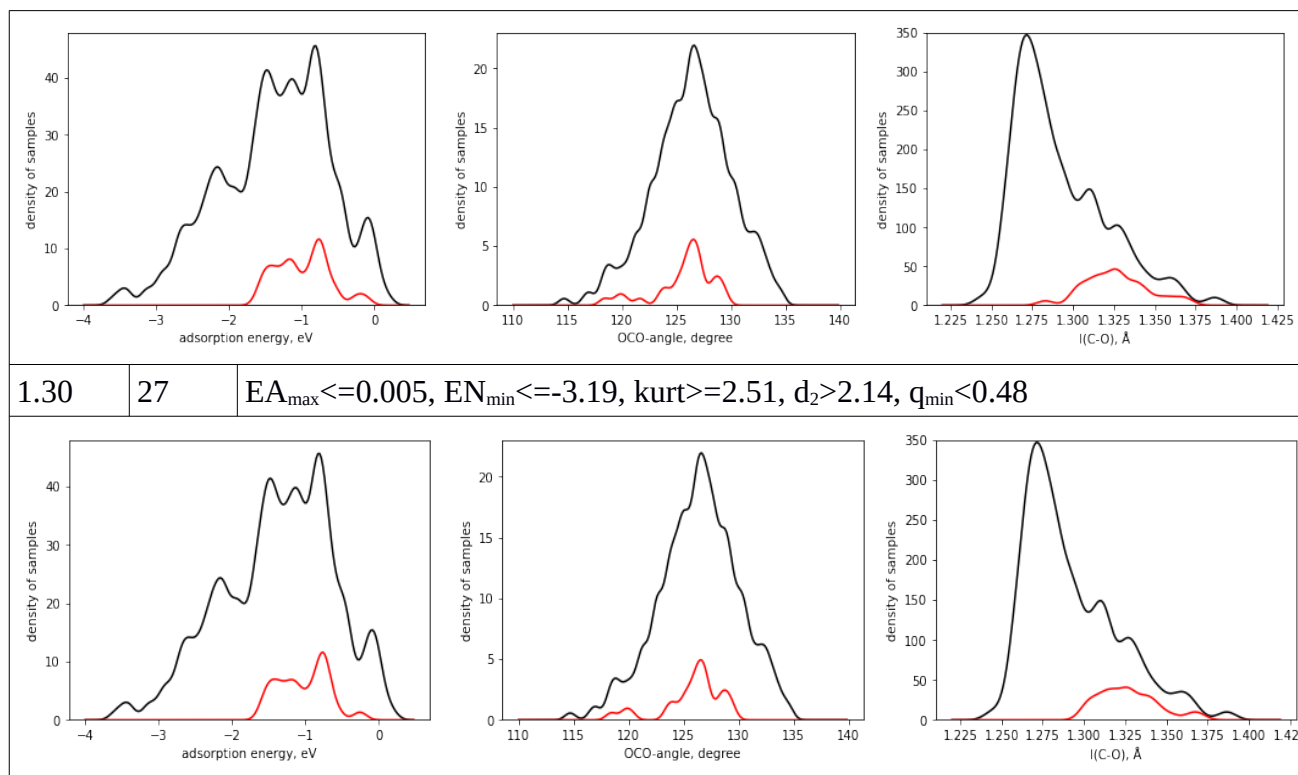 density of samples
40
30
20
10
0
−4 −3 −2 −1 0
adsorption energy, eV
density of samples
20
15
10
5
0
110 115 120 125 130 135 140
OCO-angle, degree
density of samples
350
300
250
200
150
100
50
0
1.225 1.250 1.275 1.300 1.325 1.350 1.375 1.400 1.425
l(C-O), Å
1.30 27 EAmax<=0.005, ENmin<=-3.19, kurt>=2.51, d2>2.14, qmin<0.48
density of samples
40
30
20
10
0
−4 −3 −2 −1 0
adsorption energy, eV
density of samples
20
15
10
5
0
110 115 120 125 130 135 140
OCO-angle, degree
density of samples
350
300
250
200
150
100
50
0
1.225 1.250 1.275 1.300 1.325 1.350 1.375 1.400 1.42
l(C-O), Å